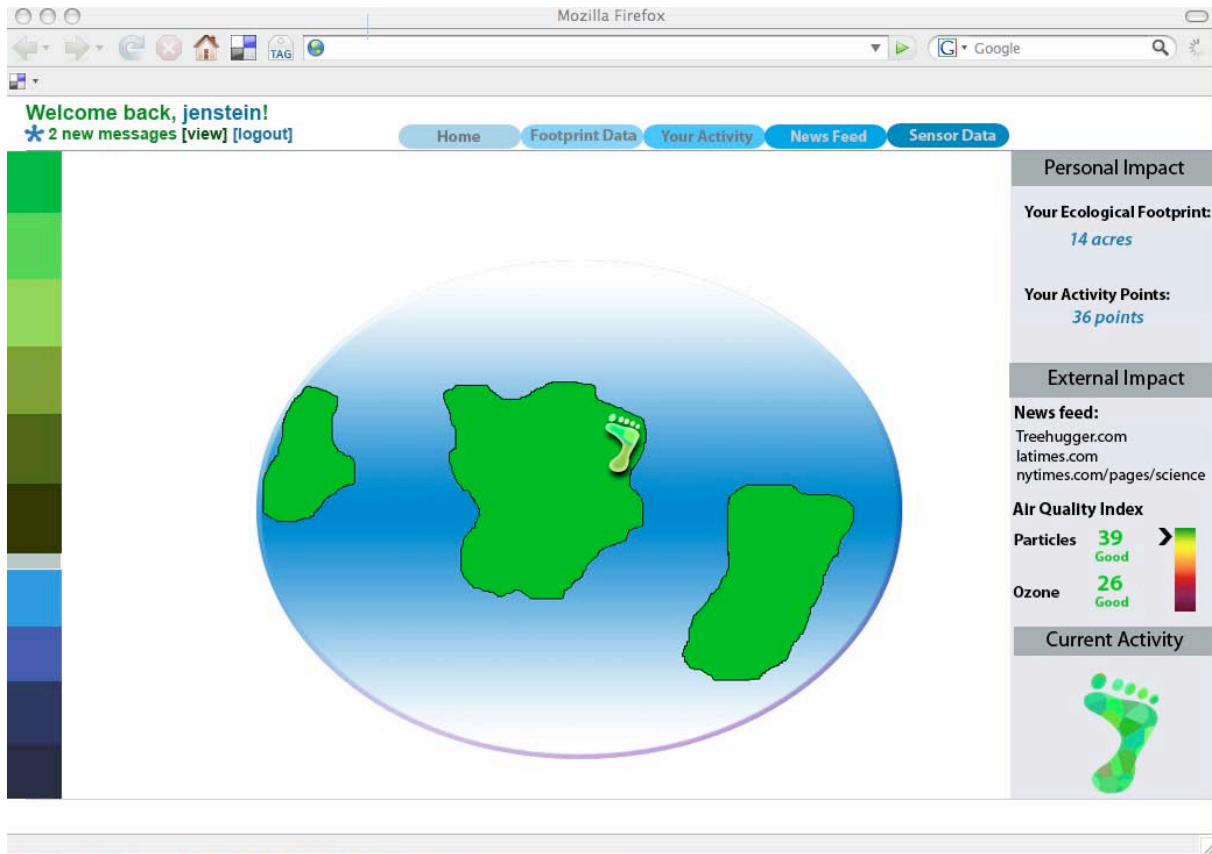 Mozilla Firefox
TAG
G Google
Welcome back, jenstein!
2 new messages [view] [logout]
Home
Footprint Data
Your Activity
News Feed
Sensor Data
Personal Impact
Your Ecological Footprint:
14 acres
Your Activity Points:
36 points
External Impact
News feed:
Treehugger.com
latimes.com
nytimes.com/pages/science
Air Quality Index
Particles 39
Good
Ozone 26
Good
Current Activity